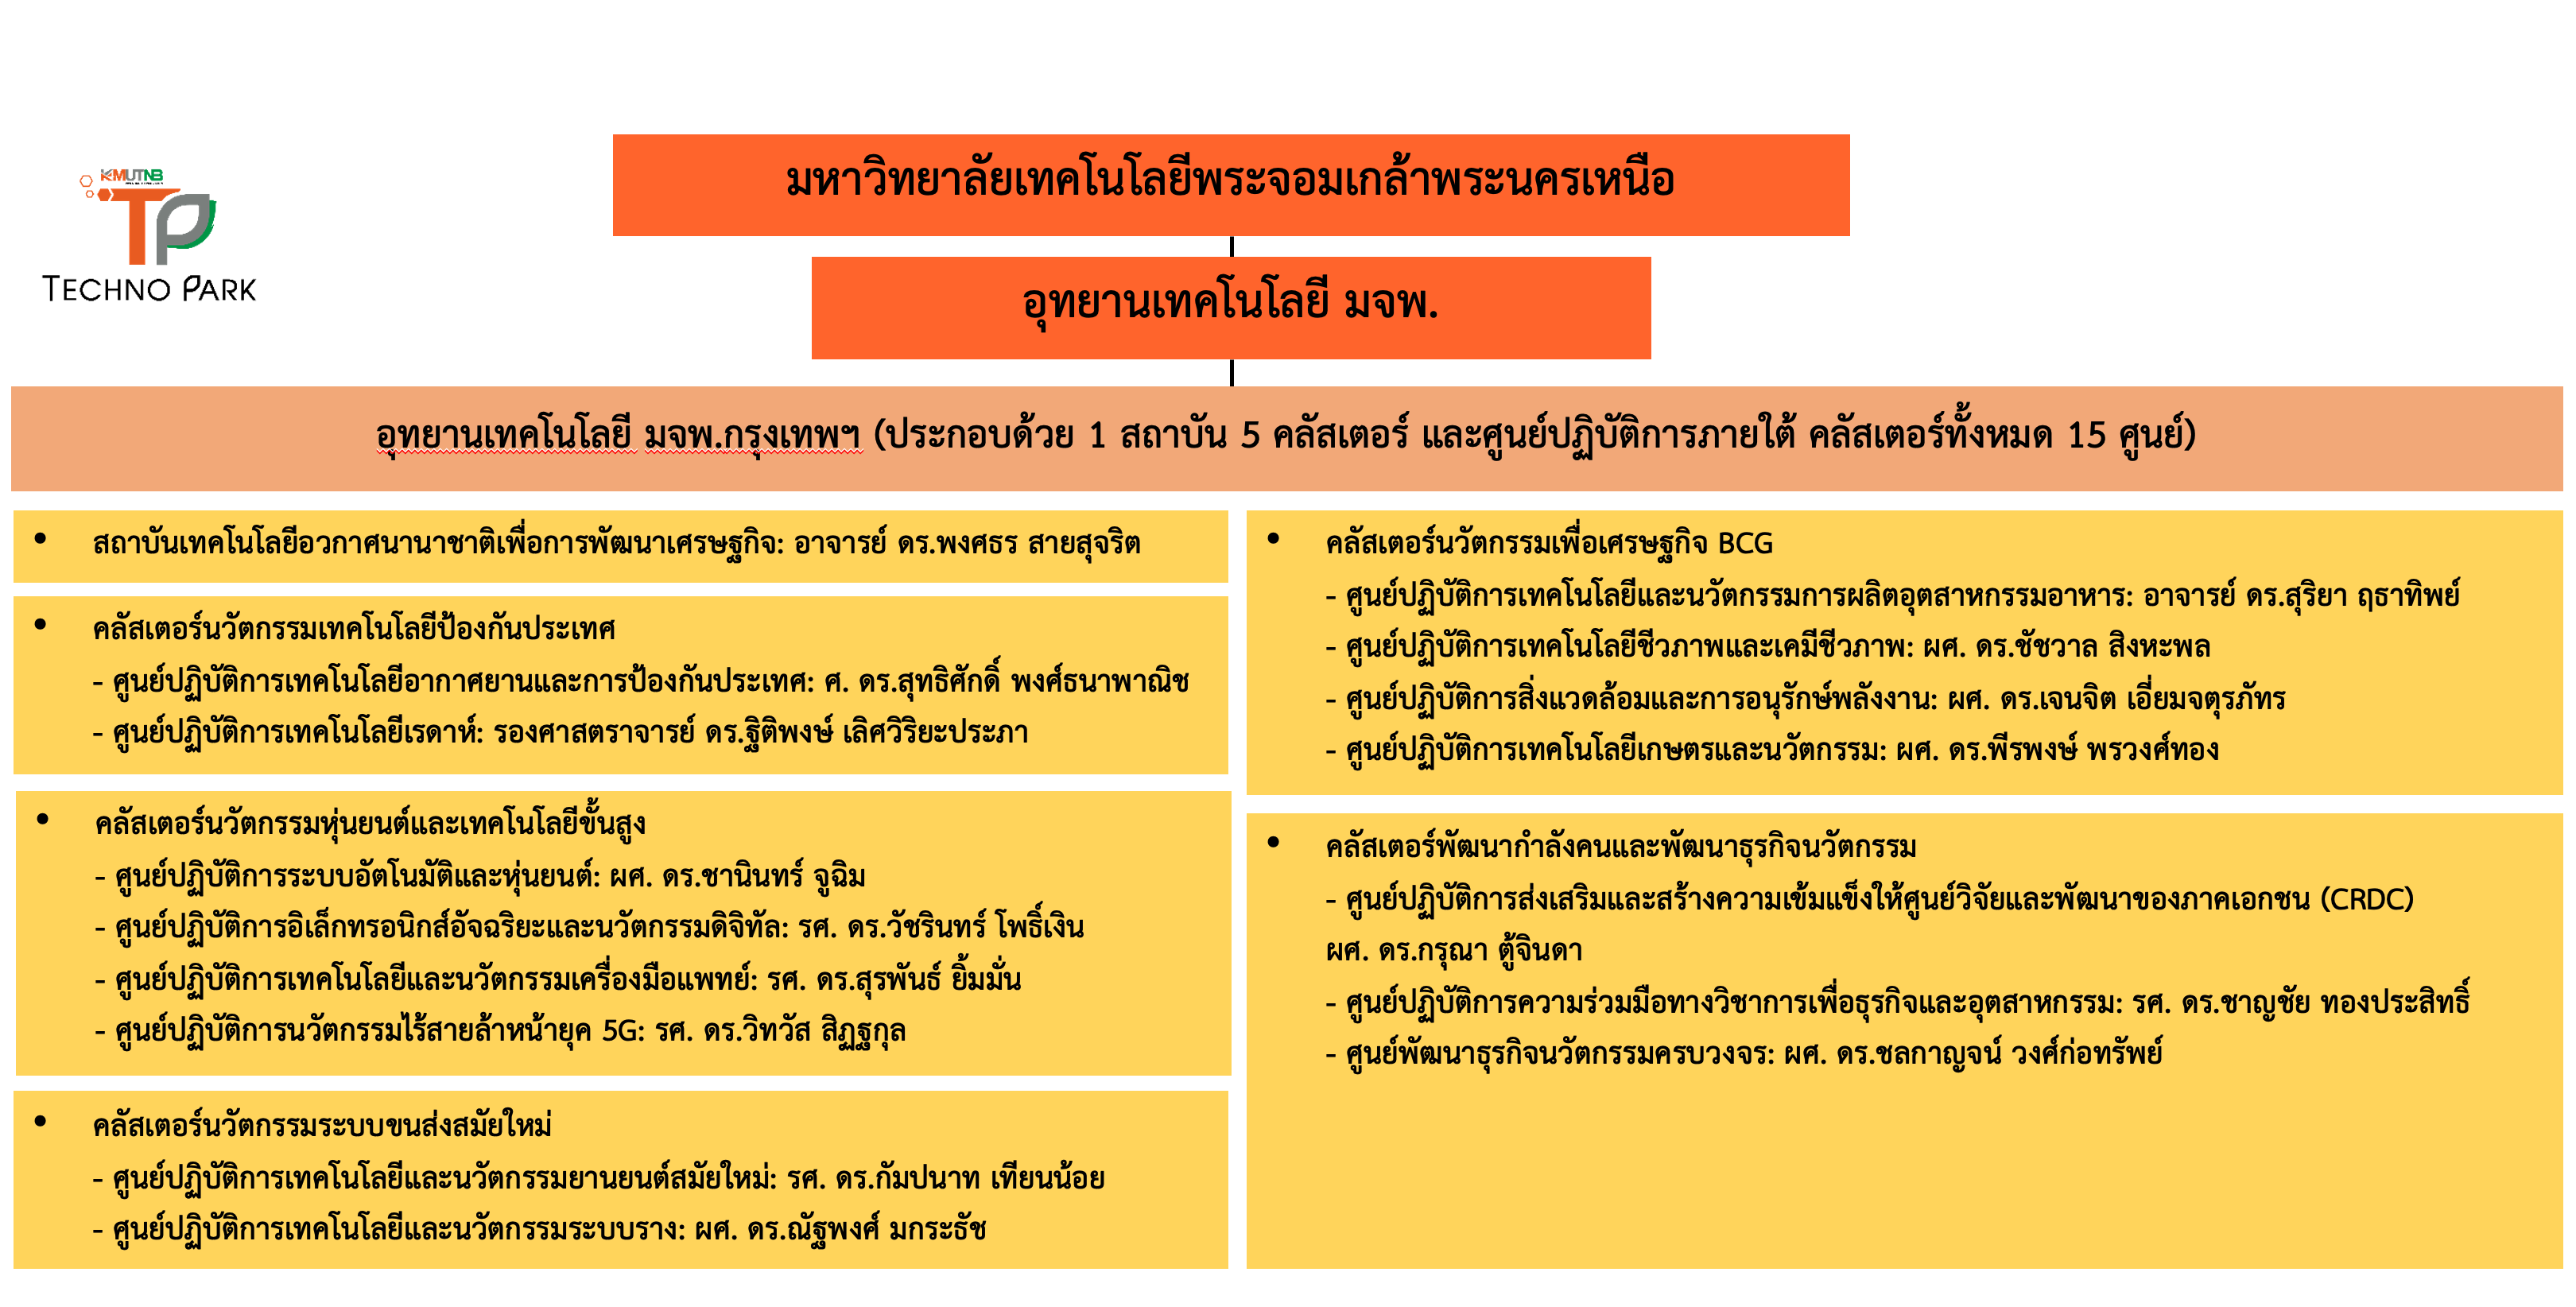 KMUTNB
TECHNO PARK
มหาวิทยาลัยเทคโนโลยีพระจอมเกล้าพระนครเหนือ
อุทยานเทคโนโลยี มจพ.
อุทยานเทคโนโลยี มจพ.กรุงเทพฯ (ประกอบด้วย 1 สถาบัน 5 คลัสเตอร์ และศูนย์ปฏิบัติการภายใต้ คลัสเตอร์ทั้งหมด 15 ศูนย์)
• สถาบันเทคโนโลยีอวกาศนานาชาติเพื่อการพัฒนาเศรษฐกิจ: อาจารย์ ดร.พงศธร สายสุจริต
• คลัสเตอร์นวัตกรรมเทคโนโลยีป้องกันประเทศ
- ศูนย์ปฏิบัติการเทคโนโลยีอากาศยานและการป้องกันประเทศ: ศ. ดร.สุทธิศักดิ์ พงศ์ธนาพาณิช
- ศูนย์ปฏิบัติการเทคโนโลยีเรดาห์: รองศาสตราจารย์ ดร.ฐิติพงษ์ เลิศวิริยะประภา
• คลัสเตอร์นวัตกรรมหุ่นยนต์และเทคโนโลยีขั้นสูง
- ศูนย์ปฏิบัติการระบบอัตโนมัติและหุ่นยนต์: ผศ. ดร.ชานินทร์ จูฉิม
- ศูนย์ปฏิบัติการอิเล็กทรอนิกส์อัจฉริยะและนวัตกรรมดิจิทัล: รศ. ดร.วัชรินทร์ โพธิ์เงิน
- ศูนย์ปฏิบัติการเทคโนโลยีและนวัตกรรมเครื่องมือแพทย์: รศ. ดร.สุรพันธ์ ยิ้มมั่น
- ศูนย์ปฏิบัติการนวัตกรรมไร้สายล้าหน้ายุค 5G: รศ. ดร.วิทวัส สิฏฐกุล
• คลัสเตอร์นวัตกรรมระบบขนส่งสมัยใหม่
- ศูนย์ปฏิบัติการเทคโนโลยีและนวัตกรรมยานยนต์สมัยใหม่: รศ. ดร.กัมปนาท เทียนน้อย
- ศูนย์ปฏิบัติการเทคโนโลยีและนวัตกรรมระบบราง: ผศ. ดร.ณัฐพงศ์ มกระธัช
• คลัสเตอร์นวัตกรรมเพื่อเศรษฐกิจ BCG
- ศูนย์ปฏิบัติการเทคโนโลยีและนวัตกรรมการผลิตอุตสาหกรรมอาหาร: อาจารย์ ดร.สุริยา ฤธาทิพย์
- ศูนย์ปฏิบัติการเทคโนโลยีชีวภาพและเคมีชีวภาพ: ผศ. ดร.ชัชวาล สิงหะพล
- ศูนย์ปฏิบัติการสิ่งแวดล้อมและการอนุรักษ์พลังงาน: ผศ. ดร.เจนจิต เอี่ยมจตุรภัทร
- ศูนย์ปฏิบัติการเทคโนโลยีเกษตรและนวัตกรรม: ผศ. ดร.พีรพงษ์ พรวงศ์ทอง
• คลัสเตอร์พัฒนากำลังคนและพัฒนาธุรกิจนวัตกรรม
- ศูนย์ปฏิบัติการส่งเสริมและสร้างความเข้มแข็งให้ศูนย์วิจัยและพัฒนาของภาคเอกชน (CRDC)
ผศ. ดร.กรุณา ตู้จินดา
- ศูนย์ปฏิบัติการความร่วมมือทางวิชาการเพื่อธุรกิจและอุตสาหกรรม: รศ. ดร.ชาญชัย ทองประสิทธิ์
- ศูนย์พัฒนาธุรกิจนวัตกรรมครบวงจร: ผศ. ดร.ชลกาญจน์ วงศ์ก่อทรัพย์